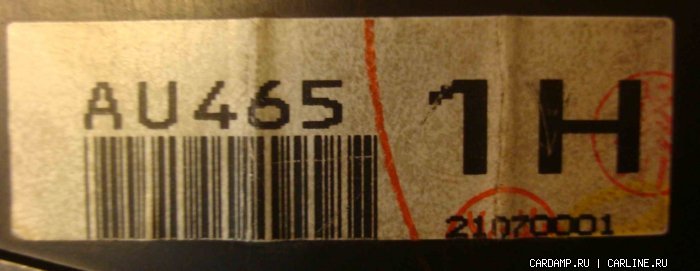 AU465 1H
21070001
CARDAMP.RU | CARLINE.RU